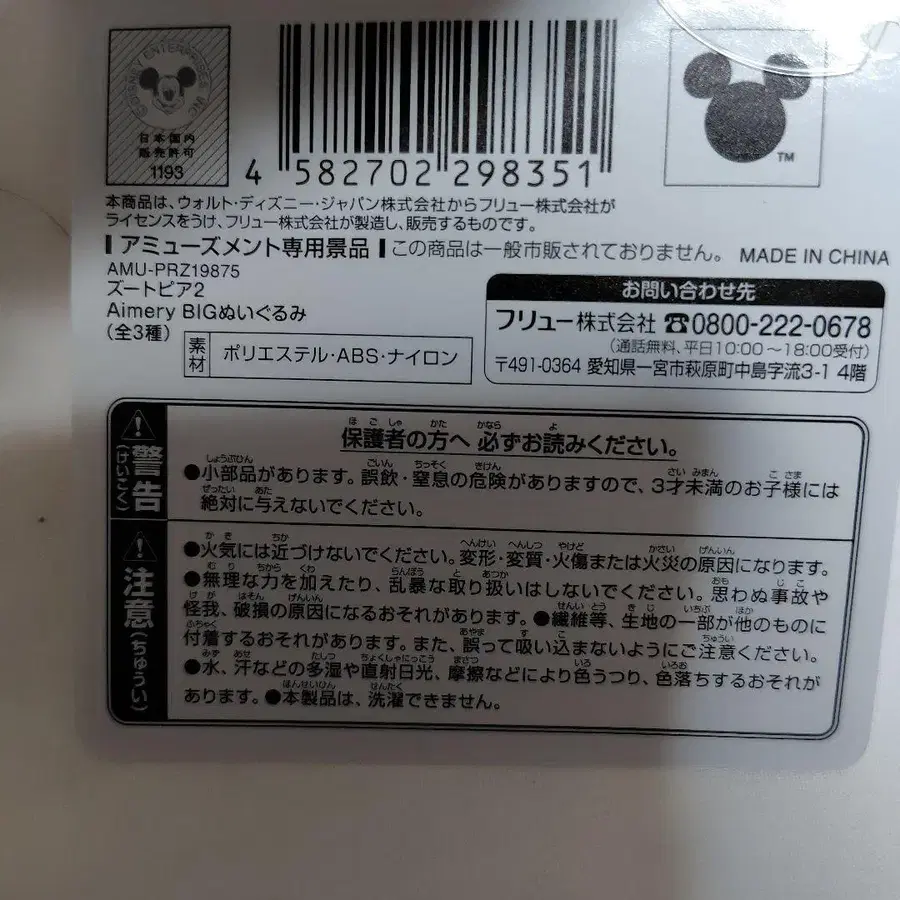 DISNEY ENTERPRISES, INC.
日本国内
販売許可
1193
4 582702 298351
TM
本商品は、ウォルト・ディズニー・ジャパン株式会社からフリュー株式会社が
ライセンスをうけ、フリュー株式会社が製造し、販売するものです。
アミューズメント専用景品 この商品は一般市販されておりません。 MADE IN CHINA
AMU-PRZ19875
ズートピア2
Aimery BIGぬいぐるみ
(全3種)
素材 ポリエステル・ABS・ナイロン
お問い合わせ先
フリュー株式会社 ☎0800-222-0678
(通話無料、平日10:00～18:00受付)
〒491-0364 愛知県一宮市萩原町中島字流3-1 4階
保護者の方へ 必ずお読みください。
警告(けいこく)
●小部品があります。誤飲・窒息の危険がありますので、3才未満のお子様には
絶対に与えないでください。
注意(ちゅうい)
●火気には近づけないでください。変形・変質・火傷または火災の原因になります。
●無理な力を加えたり、乱暴な取り扱いはしないでください。思わぬ事故や
怪我、破損の原因になるおそれがあります。●繊維等、生地の一部が他のものに
付着するおそれがあります。また、誤って吸い込まないようにご注意ください。
●水、汗などの多湿や直射日光、摩擦などにより色うつり、色落ちするおそれが
あります。●本製品は、洗濯できません。